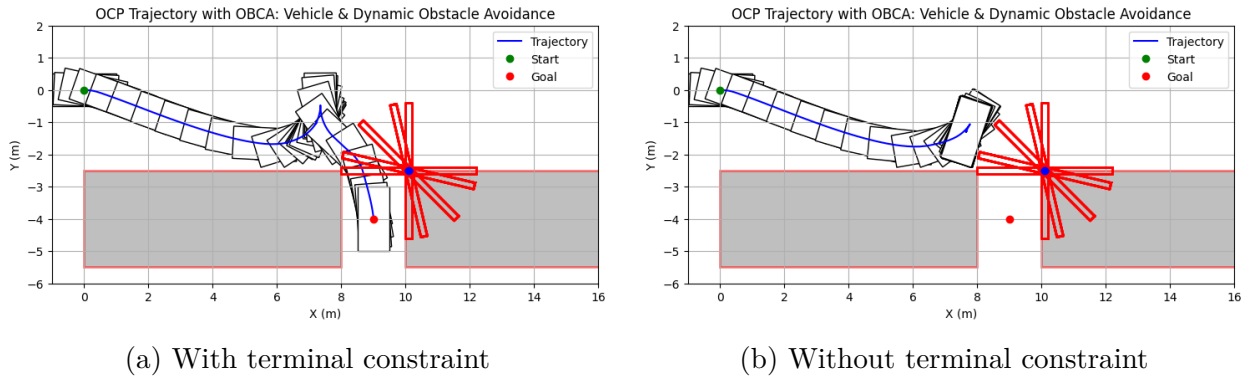 OCP Trajectory with OBCA: Vehicle & Dynamic Obstacle Avoidance
2
1
0
−1
−2
−3
−4
−5
−6
Y (m)
0 2 4 6 8 10 12 14 16
X (m)
Trajectory
Start
Goal
(a) With terminal constraint
OCP Trajectory with OBCA: Vehicle & Dynamic Obstacle Avoidance
2
1
0
−1
−2
−3
−4
−5
−6
Y (m)
0 2 4 6 8 10 12 14 16
X (m)
Trajectory
Start
Goal
(b) Without terminal constraint